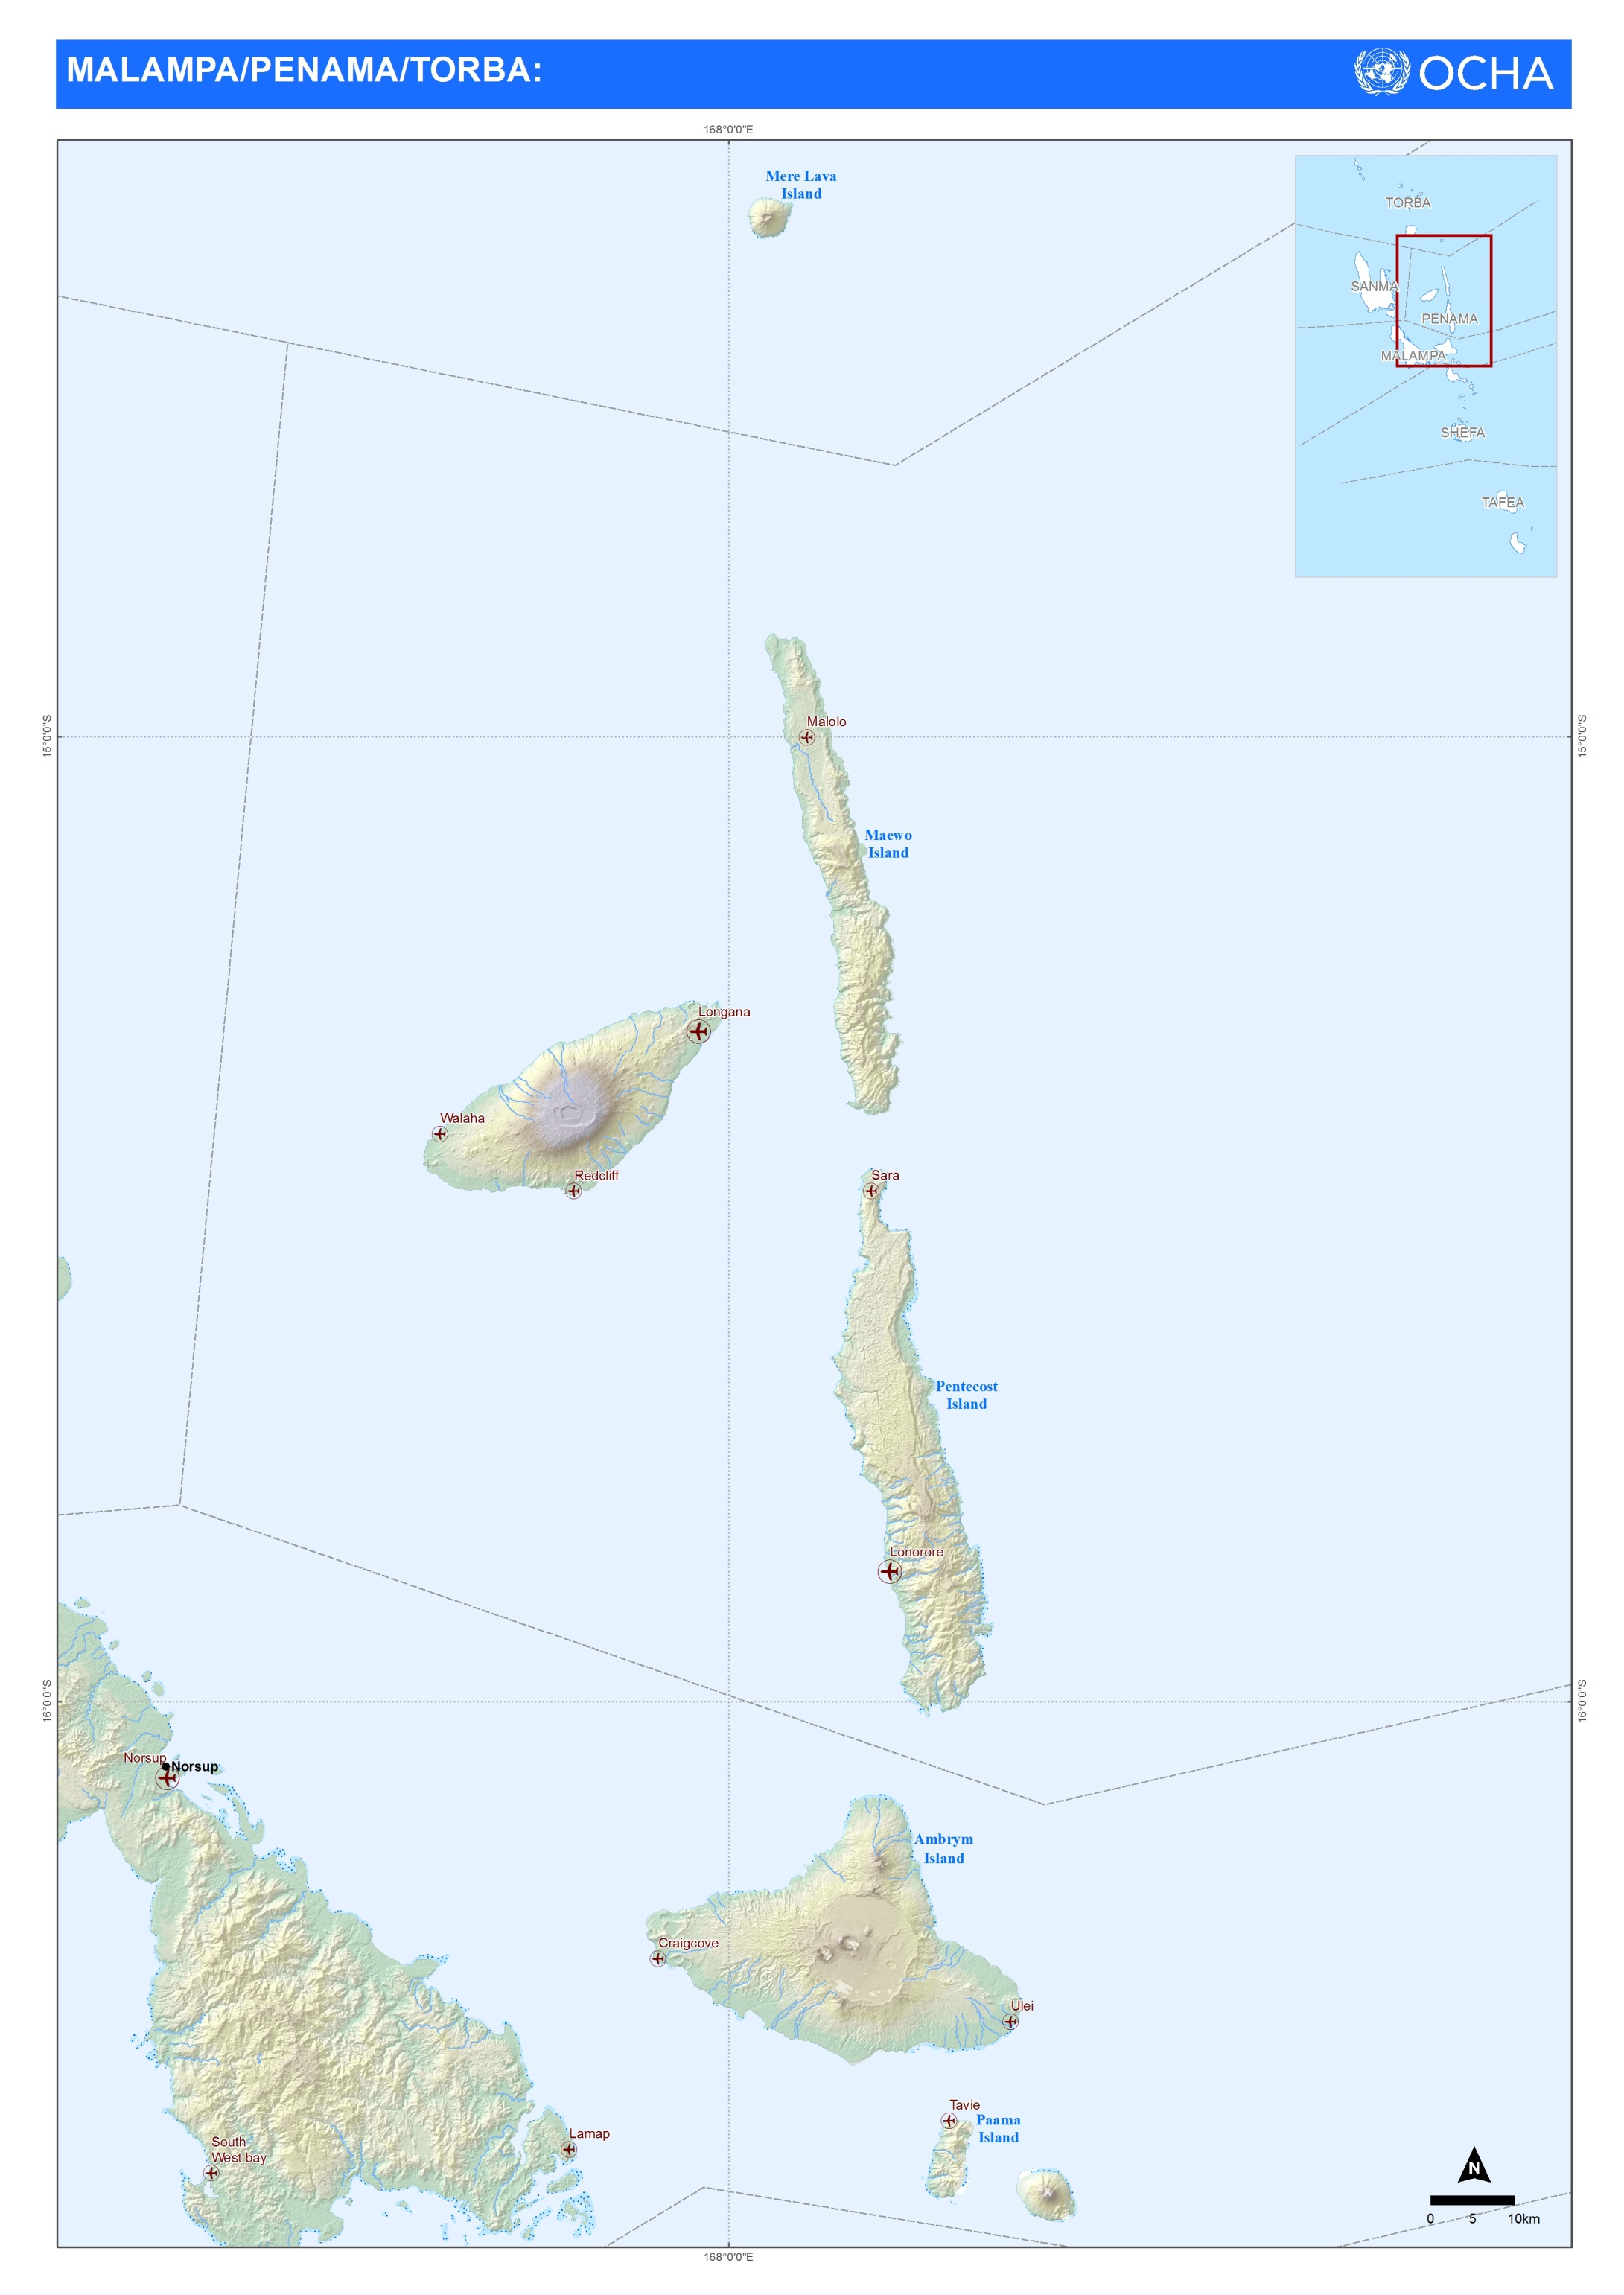 MALAMPA/PENAMA/TORBA:
OCHA
168°0'0"E
Mere Lava
Island
TORBA
SANMA
PENAMA
MALAMPA
SHEFA
TAFEA
15°0'0"S
15°0'0"S
Malolo
Maewo
Island
Longana
Walaha
Redcliff
Sara
Pentecost
Island
Lonorore
16°0'0"S
16°0'0"S
Norsup
Norsup
Ambrym
Island
Craigcove
Ulei
Tavie
Paama
Island
Lamap
South
West bay
N
0 5 10km
168°0'0"E